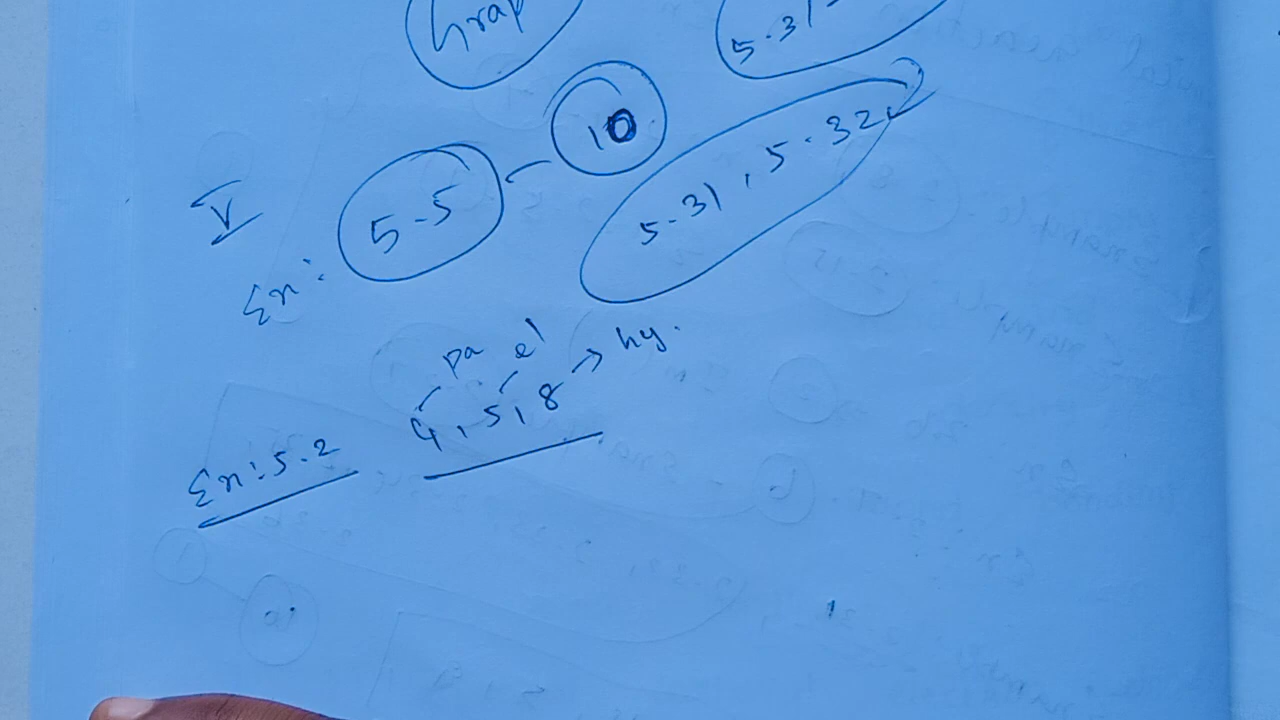 Grap
5.31-
V
Ex: 5.5 - 10
5.31, 5.32,
pa el
Ex: 5.2 4, 5, 8 → hy.